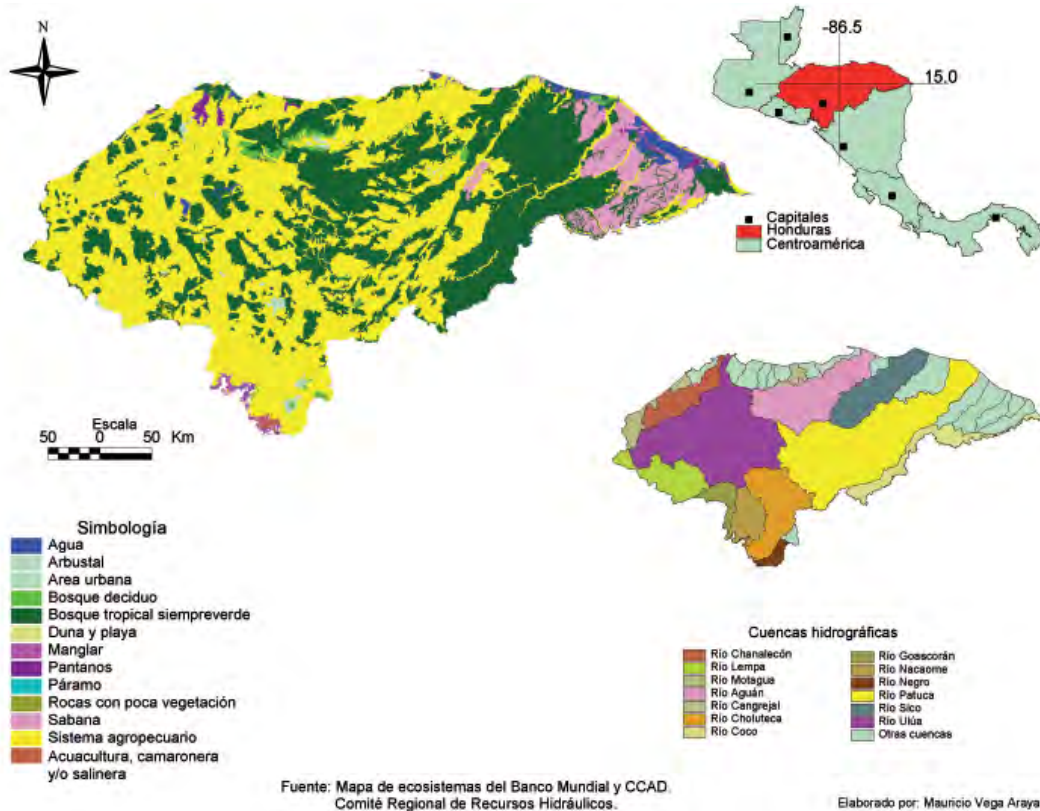 N
-86.5
15.0
Capitales
Honduras
Centroamérica
Escala
50 0 50 Km
Simbología
Agua
Arbustal
Area urbana
Bosque deciduo
Bosque tropical siempreverde
Duna y playa
Manglar
Pantanos
Páramo
Rocas con poca vegetación
Sabana
Sistema agropecuario
Acuacultura, camaronera
y/o salinera
Cuencas hidrográficas
Río Chanalecón
Río Lempa
Río Motagua
Río Aguán
Río Cangrejal
Río Choluteca
Río Coco
Río Goascorán
Río Nacaome
Río Negro
Río Patuca
Río Sico
Río Ulúa
Otras cuencas
Fuente: Mapa de ecosistemas del Banco Mundial y CCAD.
Comité Regional de Recursos Hidráulicos.
Elaborado por: Mauricio Vega Araya